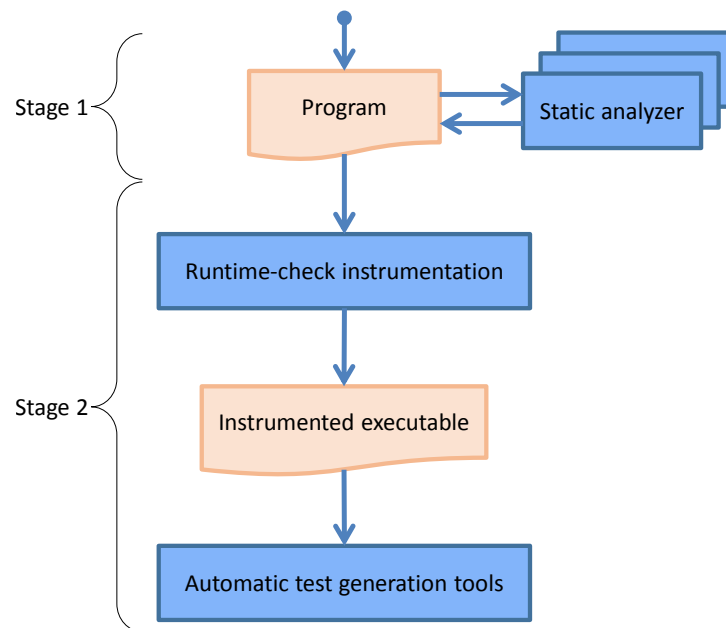 Stage 1
Program
Static analyzer
Runtime-check instrumentation
Stage 2
Instrumented executable
Automatic test generation tools